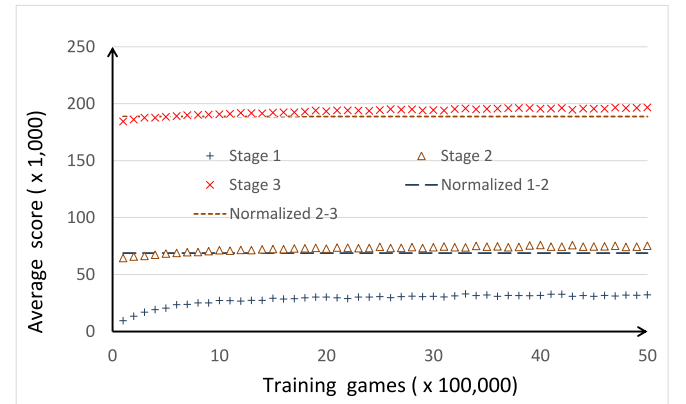 250
200
150
100
50
0
Average score ( x 1,000)
Stage 1
Stage 2
Stage 3
Normalized 1-2
Normalized 2-3
0 10 20 30 40 50
Training games ( x 100,000)